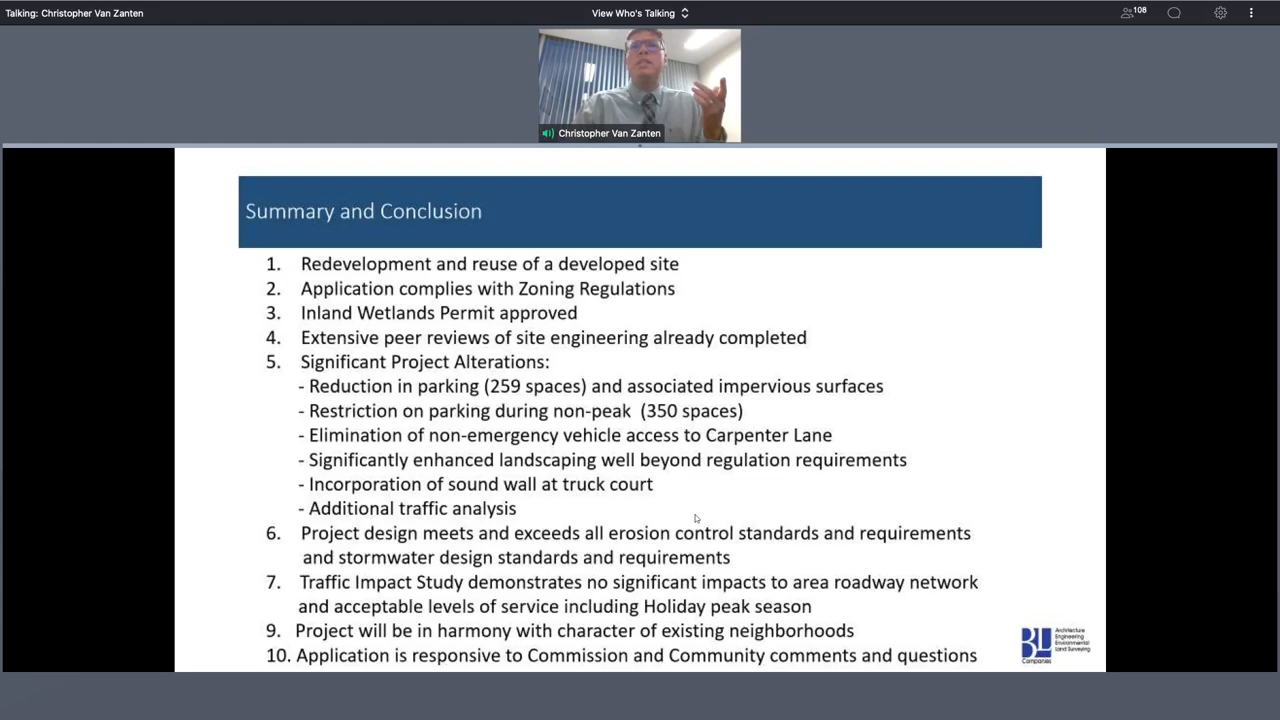 Talking: Christopher Van Zanten
View Who's Talking
108
Christopher Van Zanten
Summary and Conclusion
1. Redevelopment and reuse of a developed site
2. Application complies with Zoning Regulations
3. Inland Wetlands Permit approved
4. Extensive peer reviews of site engineering already completed
5. Significant Project Alterations:
- Reduction in parking (259 spaces) and associated impervious surfaces
- Restriction on parking during non-peak (350 spaces)
- Elimination of non-emergency vehicle access to Carpenter Lane
- Significantly enhanced landscaping well beyond regulation requirements
- Incorporation of sound wall at truck court
- Additional traffic analysis
6. Project design meets and exceeds all erosion control standards and requirements
and stormwater design standards and requirements
7. Traffic Impact Study demonstrates no significant impacts to area roadway network
and acceptable levels of service including Holiday peak season
9. Project will be in harmony with character of existing neighborhoods
10. Application is responsive to Commission and Community comments and questions
BL
Companies
Architecture
Engineering
Environmental
Land Surveying